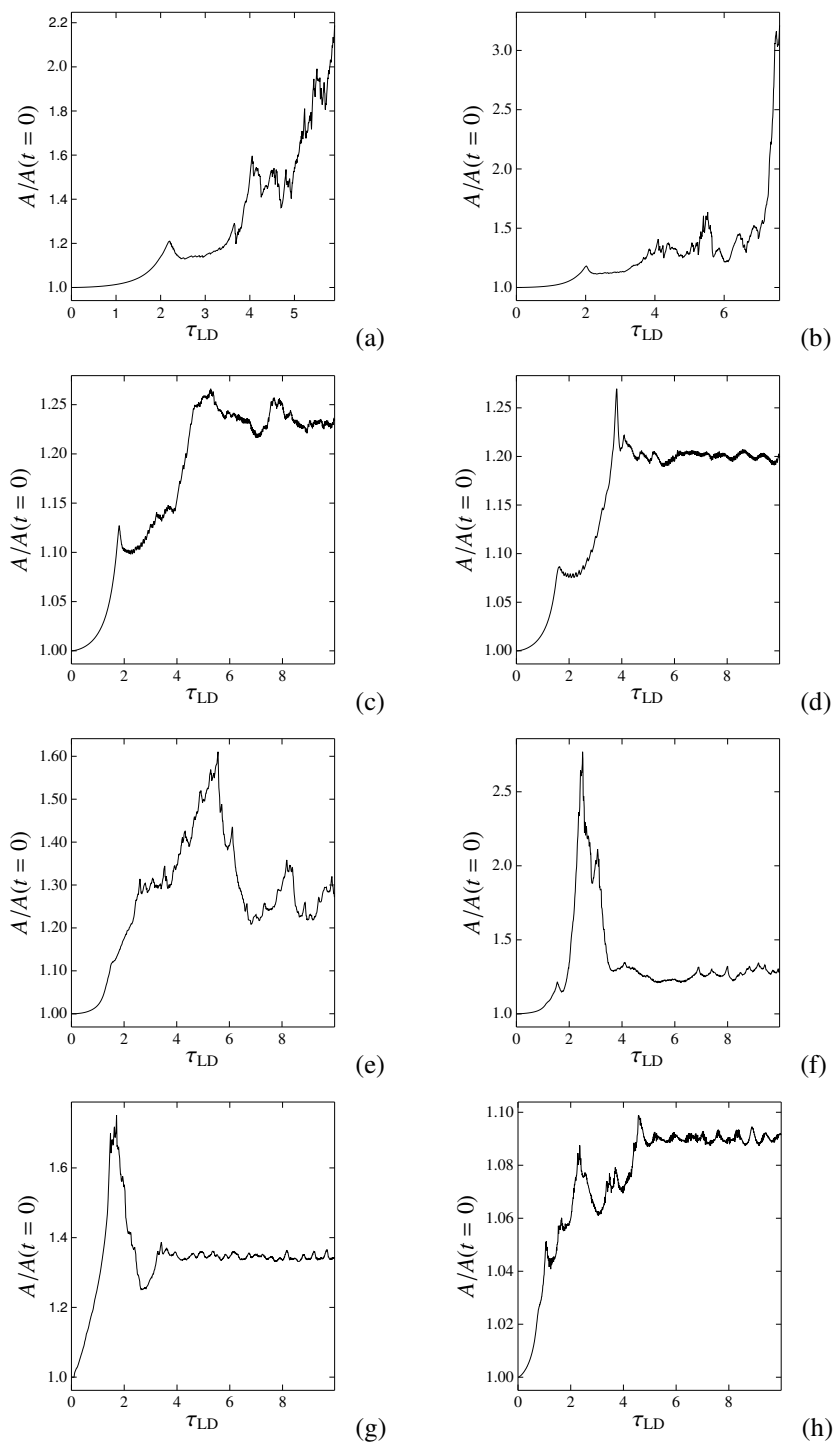 2.2
2.0
1.8
1.6
1.4
1.2
1.0
A/A(t = 0)
0 1 2 3 4 5
τLD
(a)
3.0
2.5
2.0
1.5
1.0
A/A(t = 0)
0 2 4 6
τLD
(b)
1.25
1.20
1.15
1.10
1.05
1.00
A/A(t = 0)
0 2 4 6 8
τLD
(c)
1.25
1.20
1.15
1.10
1.05
1.00
A/A(t = 0)
0 2 4 6 8
τLD
(d)
1.60
1.50
1.40
1.30
1.20
1.10
1.00
A/A(t = 0)
0 2 4 6 8
τLD
(e)
2.5
2.0
1.5
1.0
A/A(t = 0)
0 2 4 6 8
τLD
(f)
1.6
1.4
1.2
1.0
A/A(t = 0)
0 2 4 6 8
τLD
(g)
1.10
1.08
1.06
1.04
1.02
1.00
A/A(t = 0)
0 2 4 6 8
τLD
(h)